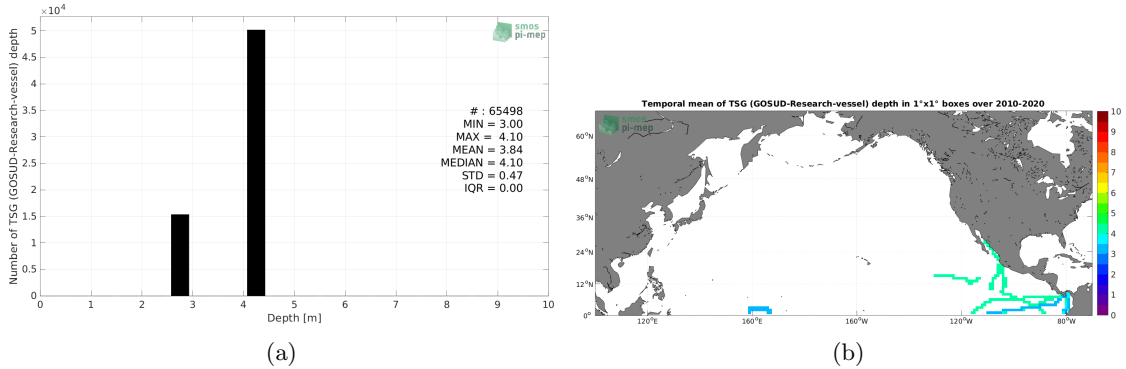 ×10⁴
5
4.5
4
3.5
3
2.5
2
1.5
1
0.5
0
Number of TSG (GOSUD-Research-vessel) depth
smos
pi-mep
# : 65498
MIN = 3.00
MAX = 4.10
MEAN = 3.84
MEDIAN = 4.10
STD = 0.47
IQR = 0.00
0 1 2 3 4 5 6 7 8 9 10
Depth [m]
(a)
Temporal mean of TSG (GOSUD-Research-vessel) depth in 1°x1° boxes over 2010-2020
smos
pi-mep
60°N
48°N
36°N
24°N
12°N
0°
120°E 160°E 160°W 120°W 80°W
10
9
8
7
6
5
4
3
2
1
0
(b)